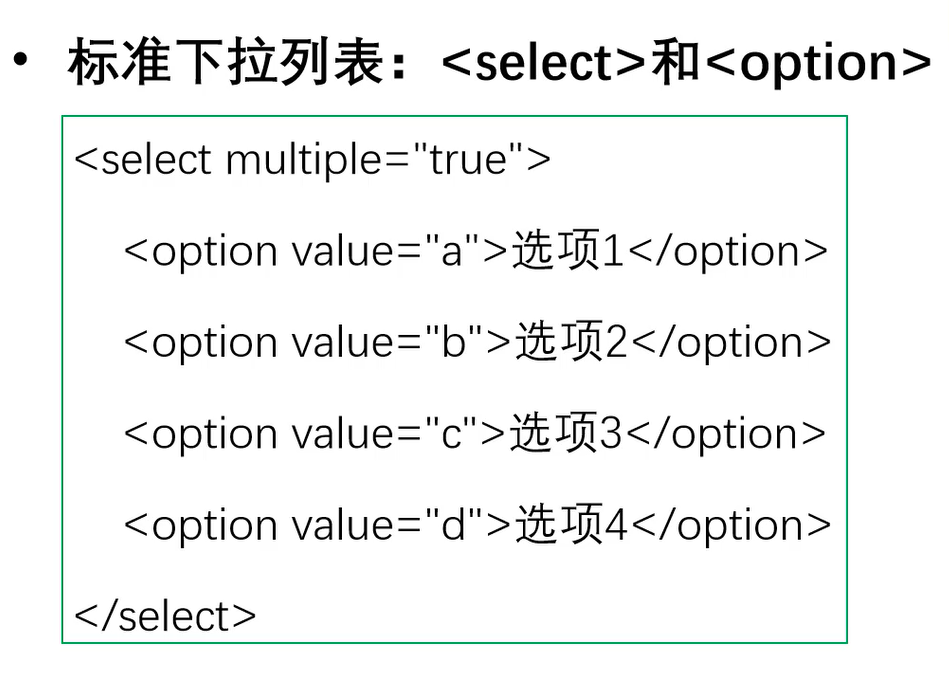 • 标准下拉列表：<select>和<option>
<select multiple="true">
<option value="a">选项1</option>
<option value="b">选项2</option>
<option value="c">选项3</option>
<option value="d">选项4</option>
</select>